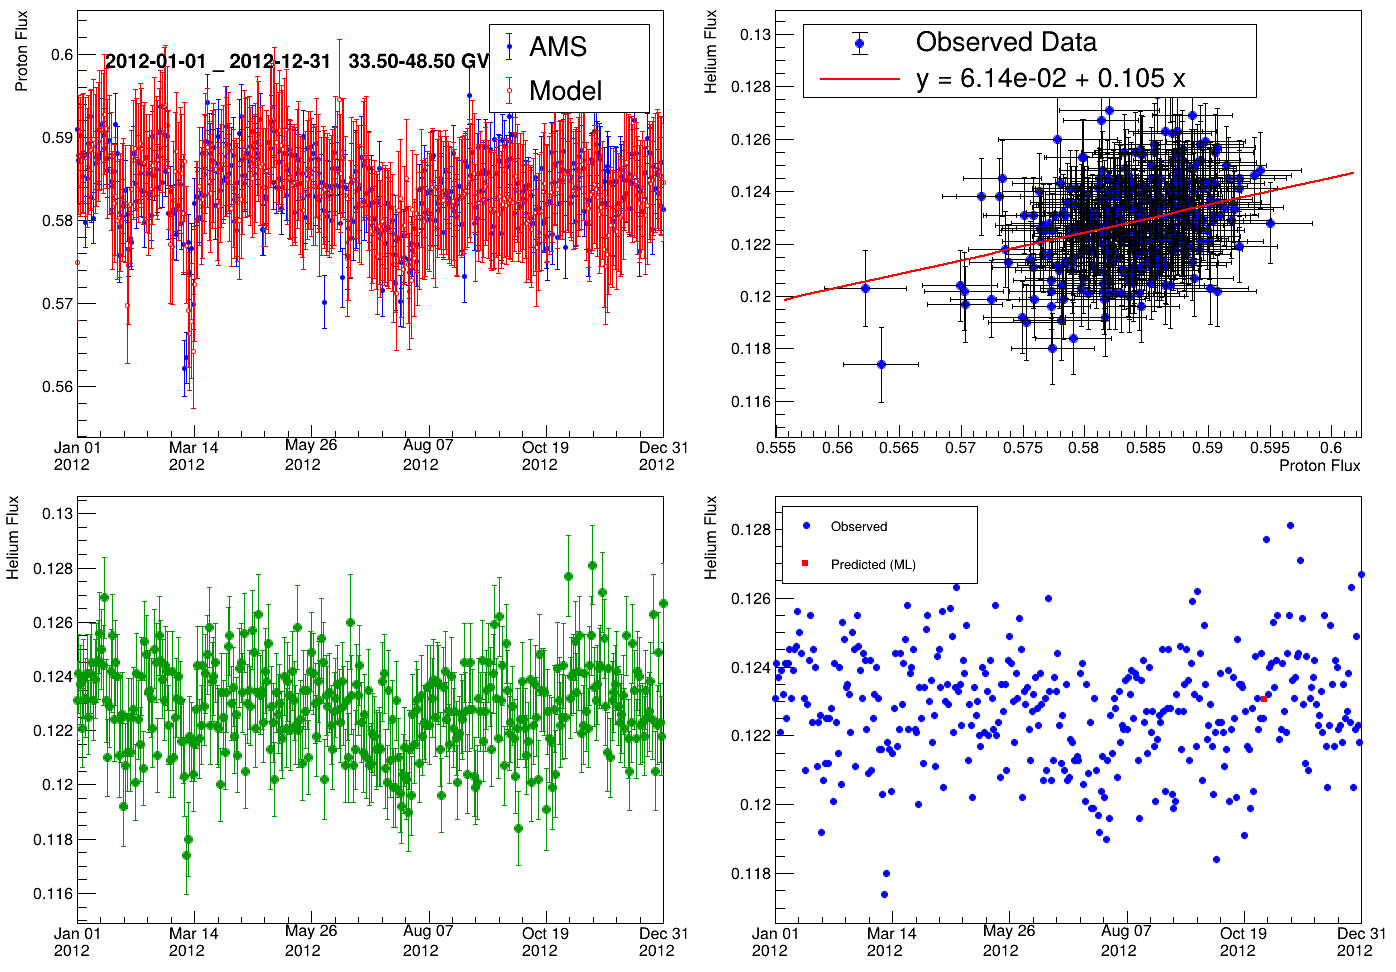 Proton Flux
2012-01-01 _ 2012-12-31 33.50-48.50 GV
AMS
Model
0.6
0.59
0.58
0.57
0.56
Jan 01
2012
Mar 14
2012
May 26
2012
Aug 07
2012
Oct 19
2012
Dec 31
2012
Helium Flux
Observed Data
y = 6.14e-02 + 0.105 x
0.13
0.128
0.126
0.124
0.122
0.12
0.118
0.116
0.555
0.56
0.565
0.57
0.575
0.58
0.585
0.59
0.595
0.6
Proton Flux
Helium Flux
0.13
0.128
0.126
0.124
0.122
0.12
0.118
0.116
Jan 01
2012
Mar 14
2012
May 26
2012
Aug 07
2012
Oct 19
2012
Dec 31
2012
Helium Flux
Observed
Predicted (ML)
0.128
0.126
0.124
0.122
0.12
0.118
Jan 01
2012
Mar 14
2012
May 26
2012
Aug 07
2012
Oct 19
2012
Dec 31
2012